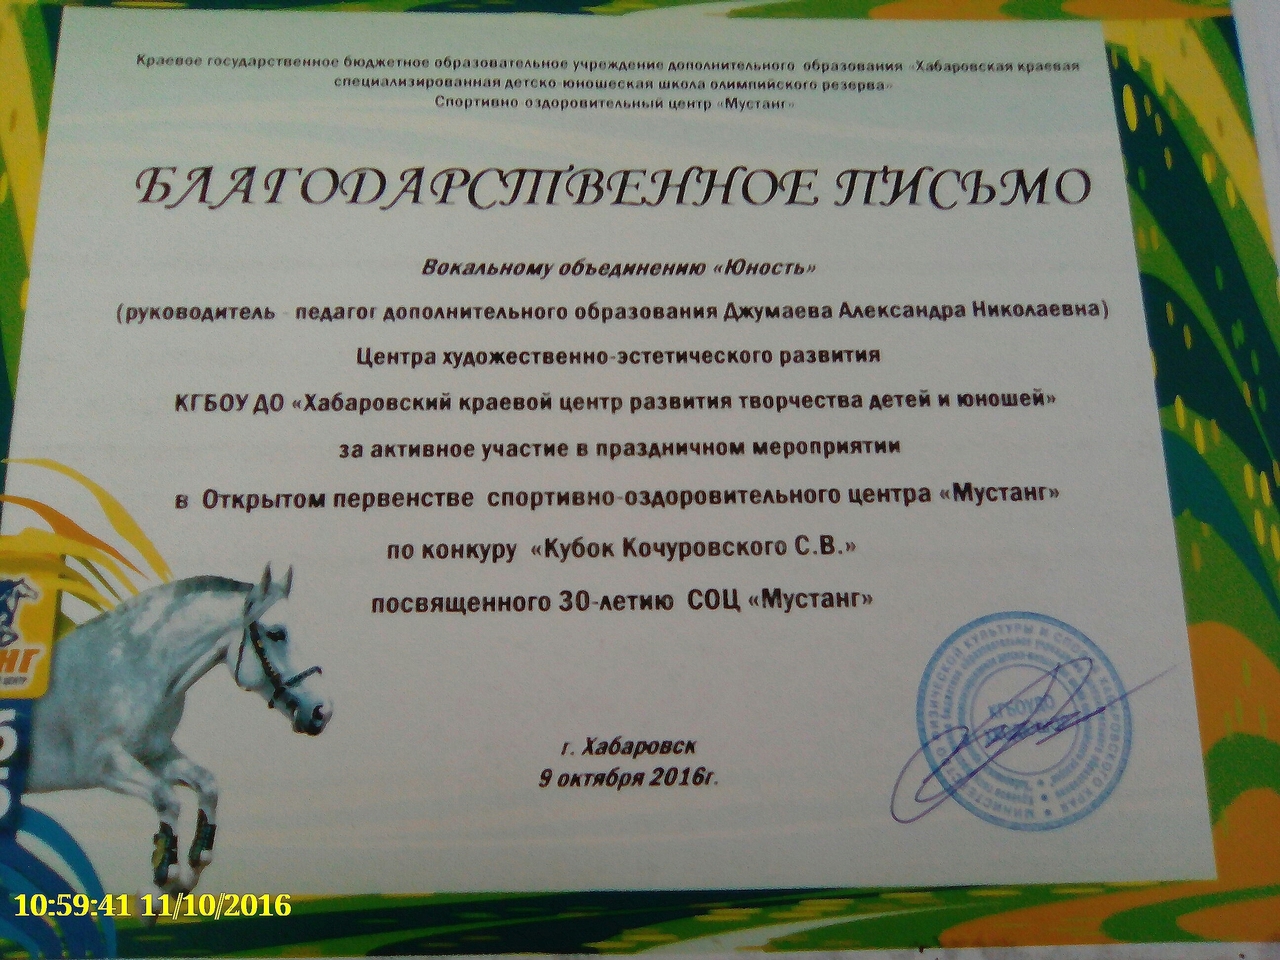 Краевое государственное бюджетное образовательное учреждение дополнительного образования «Хабаровская краевая
специализированная детско-юношеская школа олимпийского резерва»
Спортивно-оздоровительный центр «Мустанг»
БЛАГОДАРСТВЕННОЕ ПИСЬМО
Вокальному объединению «Юность»
(руководитель - педагог дополнительного образования Джумаева Александра Николаевна)
Центра художественно-эстетического развития
КГБОУ ДО «Хабаровский краевой центр развития творчества детей и юношей»
за активное участие в праздничном мероприятии
в Открытом первенстве спортивно-оздоровительного центра «Мустанг»
по конкуру «Кубок Кочуровского С.В.»
посвященного 30-летию СОЦ «Мустанг»
КГБОУДО
г. Хабаровск
9 октября 2016г.
10:59:41 11/10/2016